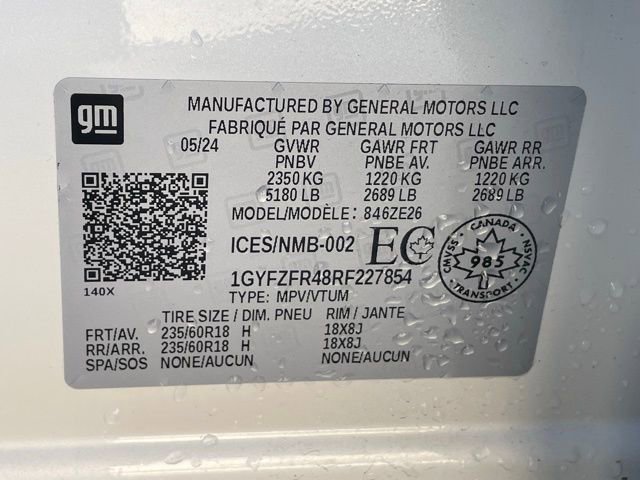 gm
MANUFACTURED BY GENERAL MOTORS LLC
FABRIQUÉ PAR GENERAL MOTORS LLC
05/24 GVWR GAWR FRT GAWR RR
PNBV PNBE AV. PNBE ARR.
2350 KG 1220 KG 1220 KG
5180 LB 2689 LB 2689 LB
MODEL/MODÈLE: 846ZE26
ICES/NMB-002 EC
CANADA
CMVSS 985 NSVAC
TRANSPORT
1GYFZFR48RF227854
140X
TYPE: MPV/VTUM
TIRE SIZE / DIM. PNEU RIM / JANTE
FRT/AV. 235/60R18 H 18X8J
RR/ARR. 235/60R18 H 18X8J
SPA/SOS NONE/AUCUN NONE/AUCUN